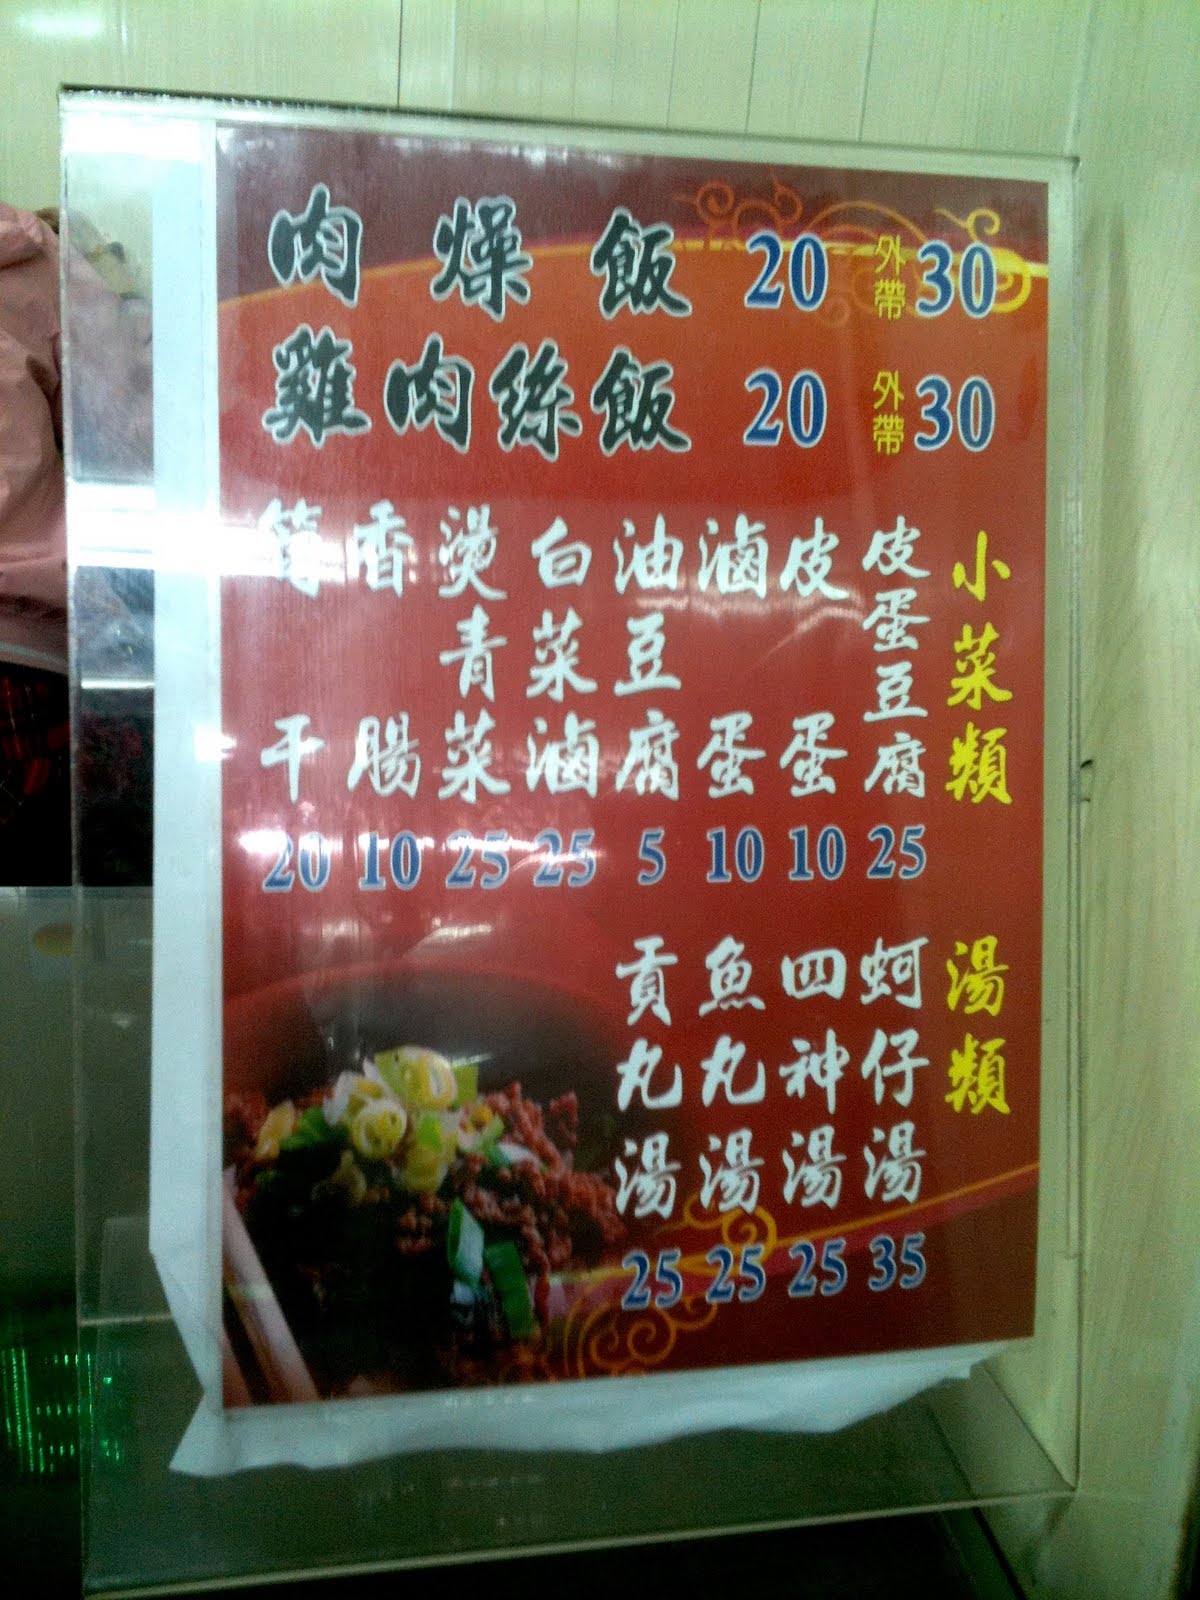 肉燥飯 20 外帶 30
雞肉絲飯 20 外帶 30
小菜類
皮蛋豆腐 25
皮蛋 10
滷蛋 10
油豆腐 5
白菜滷 25
燙青菜 25
香腸 10
筍干 20
湯類
蚵仔湯 35
四神湯 25
魚丸湯 25
貢丸湯 25